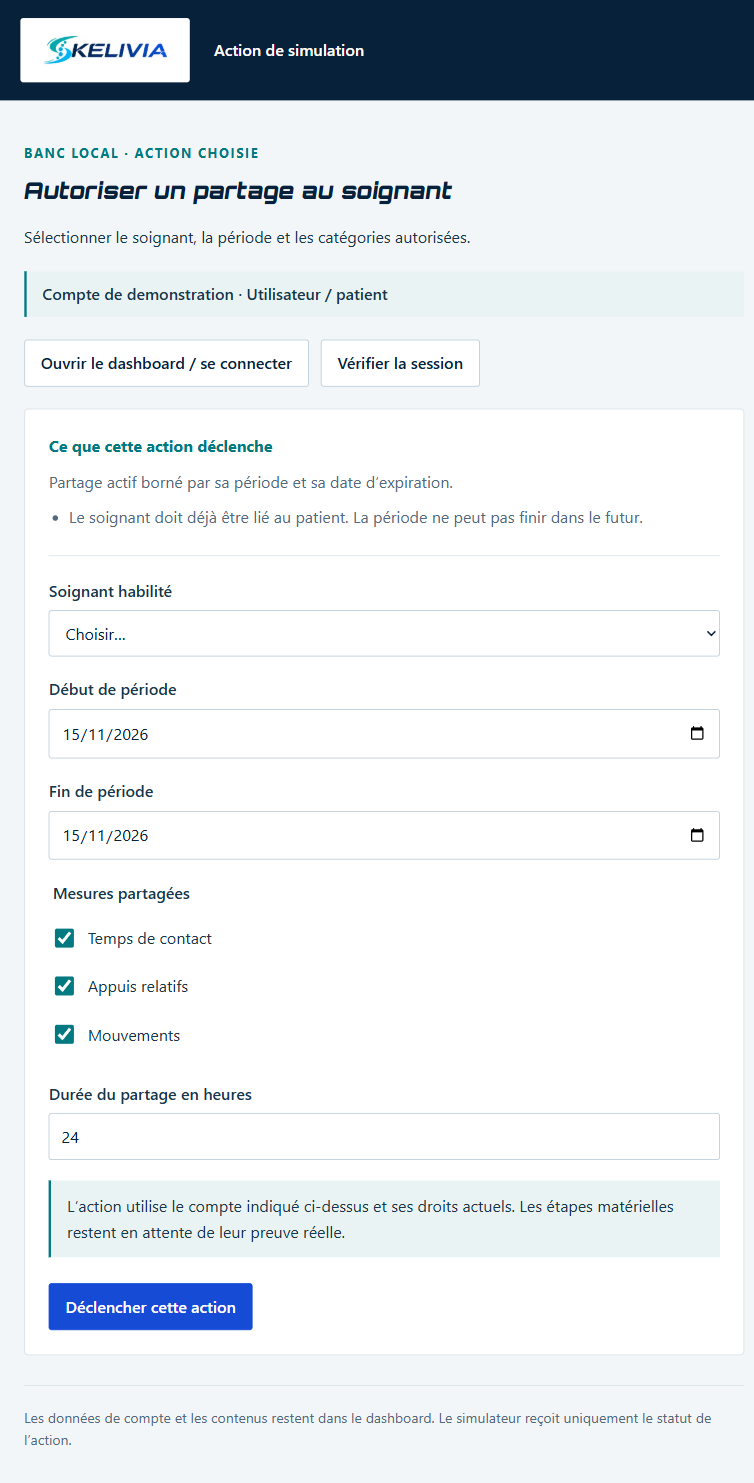 SKELIVIA
Action de simulation
BANC LOCAL · ACTION CHOISIE
Autoriser un partage au soignant
Sélectionner le soignant, la période et les catégories autorisées.
Compte de demonstration · Utilisateur / patient
Ouvrir le dashboard / se connecter
Vérifier la session
Ce que cette action déclenche
Partage actif borné par sa période et sa date d’expiration.
• Le soignant doit déjà être lié au patient. La période ne peut pas finir dans le futur.
Soignant habilité
Choisir...
Début de période
15/11/2026
Fin de période
15/11/2026
Mesures partagées
Temps de contact
Appuis relatifs
Mouvements
Durée du partage en heures
24
L’action utilise le compte indiqué ci-dessus et ses droits actuels. Les étapes matérielles
restent en attente de leur preuve réelle.
Déclencher cette action
Les données de compte et les contenus restent dans le dashboard. Le simulateur reçoit uniquement le statut de
l’action.